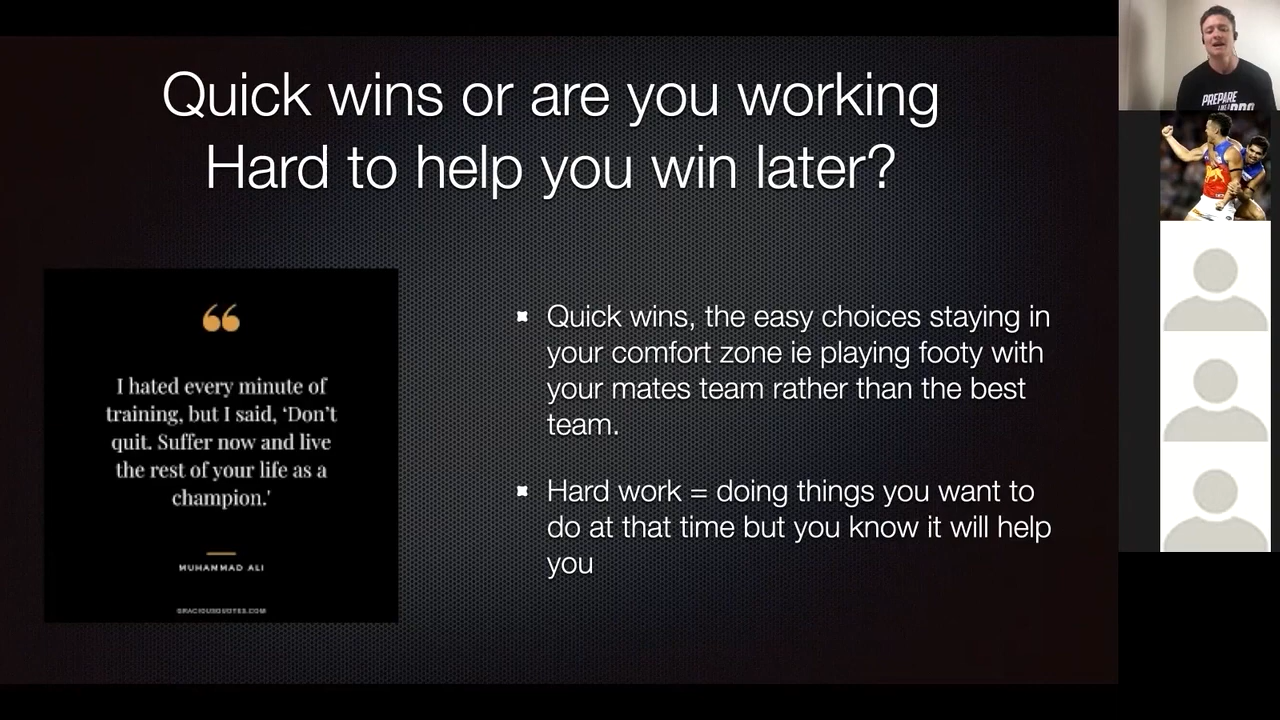 Quick wins or are you working
Hard to help you win later?
“
I hated every minute of
training, but I said, ‘Don’t
quit. Suffer now and live
the rest of your life as a
champion.'
MUHAMMAD ALI
GRACIOUSQUOTES.COM
Quick wins, the easy choices staying in
your comfort zone ie playing footy with
your mates team rather than the best
team.
Hard work = doing things you want to
do at that time but you know it will help
you
PREPARE
LIKE A PRO